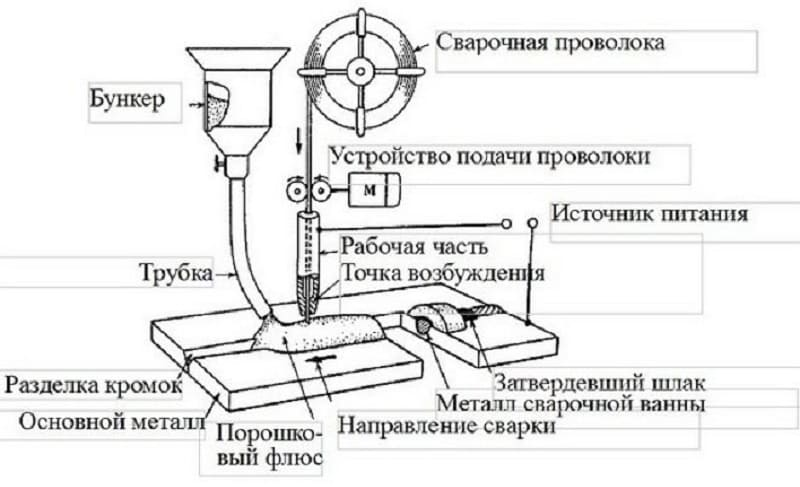 Сварочная проволока
Бункер
Устройство подачи проволоки
М
Источник питания
Рабочая часть
Трубка
Точка возбуждения
Разделка кромок
Затвердевший шлак
Металл сварочной ванны
Основной металл
Порошко-
вый флюс
Направление сварки